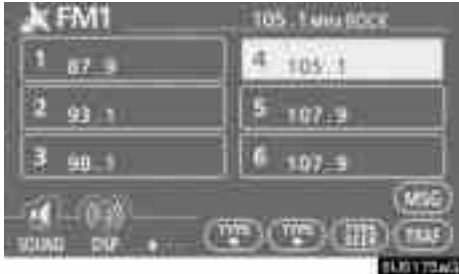 FM1
105.1 MHz ROCK
1 87.9
4 105.1
2 93.1
5 107.9
3 90.1
6 107.9
MSG
SOUND DSP TYPE TYPE TRAF